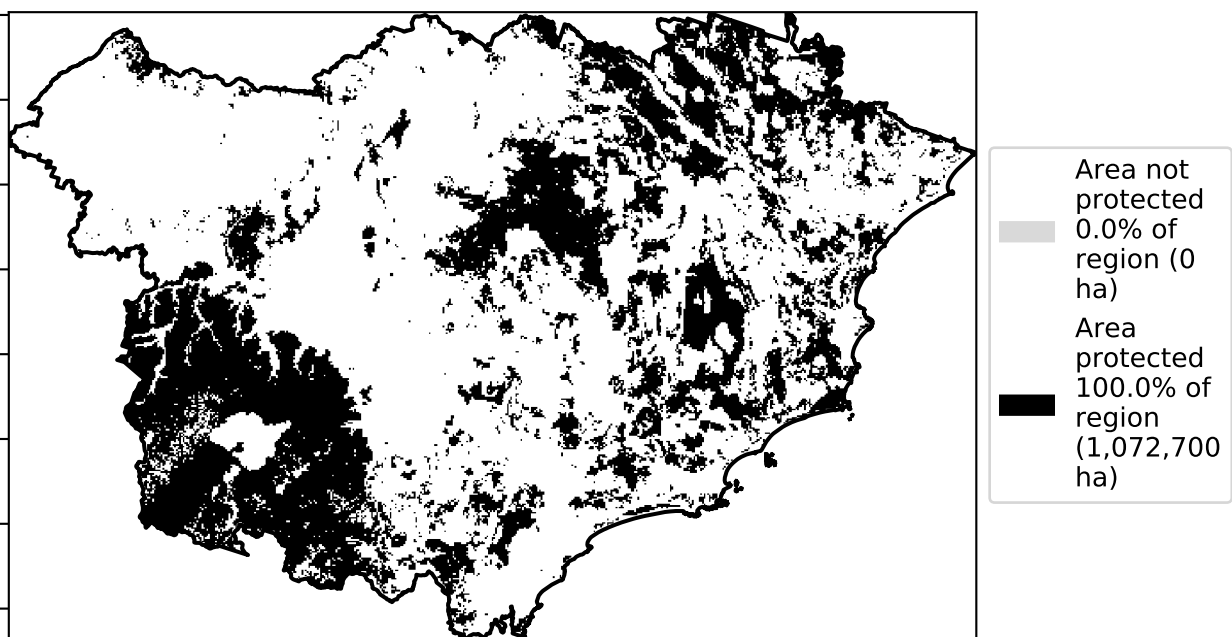 Area not
protected
0.0% of
region (0
ha)
Area
protected
100.0% of
region
(1,072,700
ha)